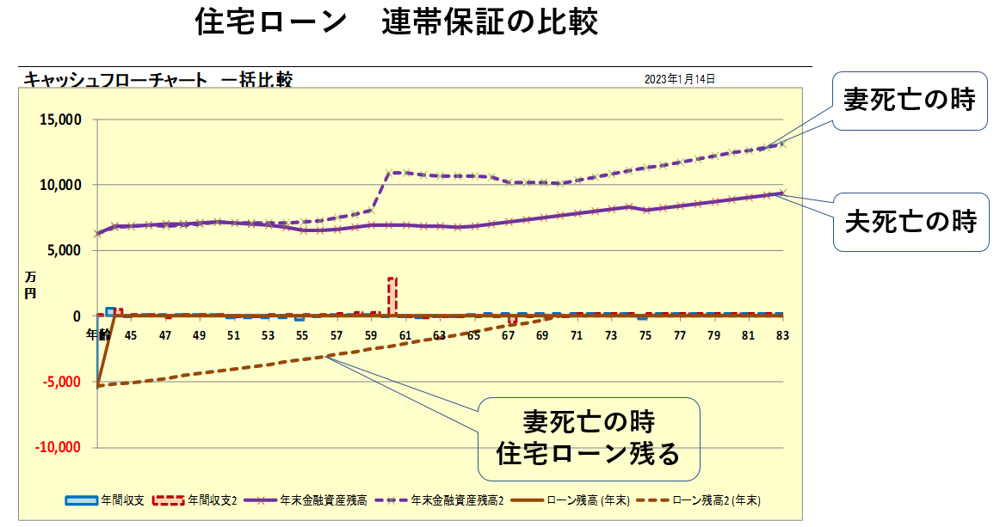 住宅ローン　連帯保証の比較
キャッシュフローチャート　一括比較
2023年1月14日
妻死亡の時
夫死亡の時
15,000
10,000
5,000
万円
0
-5,000
-10,000
年齢 45 47 49 51 53 55 57 59 61 63 65 67 69 71 73 75 77 79 81 83
妻死亡の時
住宅ローン残る
年間収支 年間収支2 年末金融資産残高 年末金融資産残高2 ローン残高 (年末) ローン残高2 (年末)